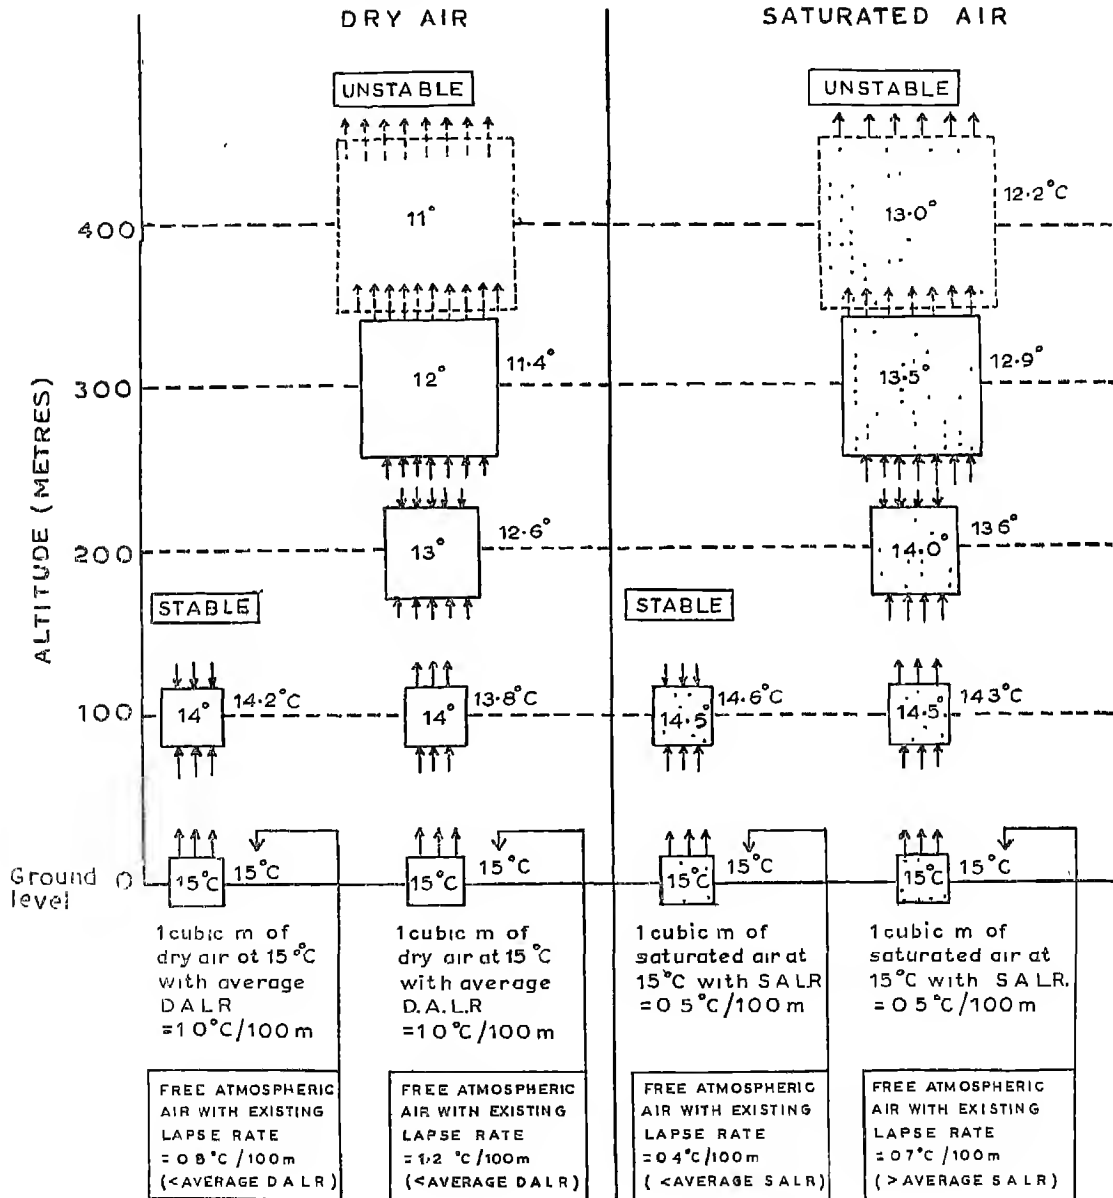 DRY AIR
SATURATED AIR
UNSTABLE
UNSTABLE
ALTITUDE (METRES)
400
11°
13·0°
12·2°C
300
12°
11·4°
13·5°
12·9°
200
13°
12·6°
14·0°
13 6°
STABLE
STABLE
100
14°
14·2°C
14°
13·8°C
14·5°
14·6°C
14·5°
14 3°C
Ground level 0
15°C
15°C
15°C
15°C
15°C
15°C
15°C
15°C
1 cubic m of
dry air at 15°C
with average
D A L R
= 1 0°C/100 m
1 cubic m of
dry air at 15°C
with average
D. A. L. R
= 1 0°C/100 m
1 cubic m of
saturated air at
15°C with S A L R
= 0 5°C/100 m
1 cubic m of
saturated air at
15°C with S A L R.
= 0 5°C/100 m
FREE ATMOSPHERIC
AIR WITH EXISTING
LAPSE RATE
= 0 8°C/100m
(<AVERAGE D A L R)
FREE ATMOSPHERIC
AIR WITH EXISTING
LAPSE RATE
= 1·2 °C/100m
(<AVERAGE D A L R)
FREE ATMOSPHERIC
AIR WITH EXISTING
LAPSE RATE
= 0 4°C/100m
(<AVERAGE S A L R)
FREE ATMOSPHERIC
AIR WITH EXISTING
LAPSE RATE
= 0 7°C/100m
(> AVERAGE S A L R)